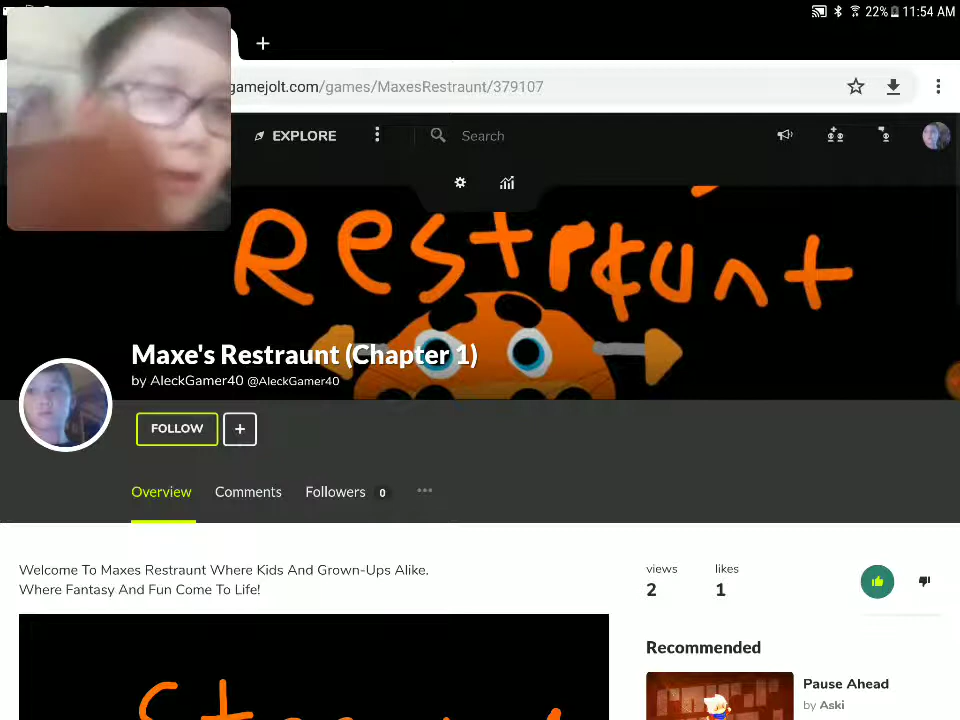 22% 11:54 AM
gamejolt.com/games/MaxesRestraunt/379107
EXPLORE Search
Restraunt
Maxe's Restraunt (Chapter 1)
by AleckGamer40 @AleckGamer40
FOLLOW +
Overview Comments Followers 0
Welcome To Maxes Restraunt Where Kids And Grown-Ups Alike.
Where Fantasy And Fun Come To Life!
views likes
2 1
Recommended
Pause Ahead
by Aski